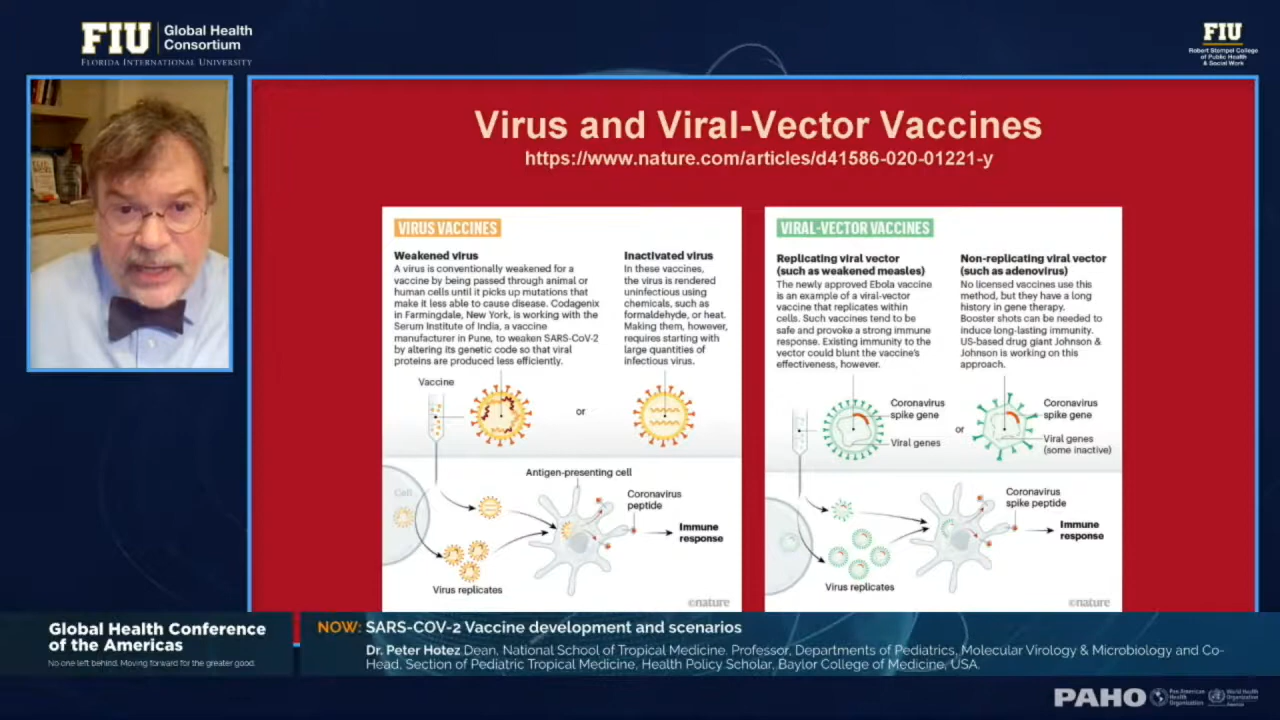 FIU Global Health Consortium
FLORIDA INTERNATIONAL UNIVERSITY
FIU
Robert Stempel College
of Public Health
& Social Work
Virus and Viral-Vector Vaccines
https://www.nature.com/articles/d41586-020-01221-y
VIRUS VACCINES
Weakened virus
A virus is conventionally weakened for a
vaccine by being passed through animal or
human cells until it picks up mutations that
make it less able to cause disease. Codagenix
in Farmingdale, New York, is working with the
Serum Institute of India, a vaccine
manufacturer in Pune, to weaken SARS-CoV-2
by altering its genetic code so that viral
proteins are produced less efficiently.
Inactivated virus
In these vaccines,
the virus is rendered
uninfectious using
chemicals, such as
formaldehyde, or heat.
Making them, however,
requires starting with
large quantities of
infectious virus.
Vaccine
or
Cell
Antigen-presenting cell
Coronavirus
peptide
Immune
response
Virus replicates
©nature
VIRAL-VECTOR VACCINES
Replicating viral vector
(such as weakened measles)
The newly approved Ebola vaccine
is an example of a viral-vector
vaccine that replicates within
cells. Such vaccines tend to be
safe and provoke a strong immune
response. Existing immunity to the
vector could blunt the vaccine's
effectiveness, however.
Non-replicating viral vector
(such as adenovirus)
No licensed vaccines use this
method, but they have a long
history in gene therapy.
Booster shots can be needed to
induce long-lasting immunity.
US-based drug giant Johnson &
Johnson is working on this
approach.
Coronavirus
spike gene
Viral genes
or
Coronavirus
spike gene
Viral genes
(some inactive)
Coronavirus
spike peptide
Immune
response
Virus replicates
©nature
Global Health Conference
of the Americas
No one left behind. Moving forward for the greater good.
NOW: SARS-COV-2 Vaccine development and scenarios
Dr. Peter Hotez Dean, National School of Tropical Medicine. Professor, Departments of Pediatrics, Molecular Virology & Microbiology and Co-
Head, Section of Pediatric Tropical Medicine, Health Policy Scholar, Baylor College of Medicine, USA.
PAHO
Pan American
Health
Organization
World Health
Organization
Americas